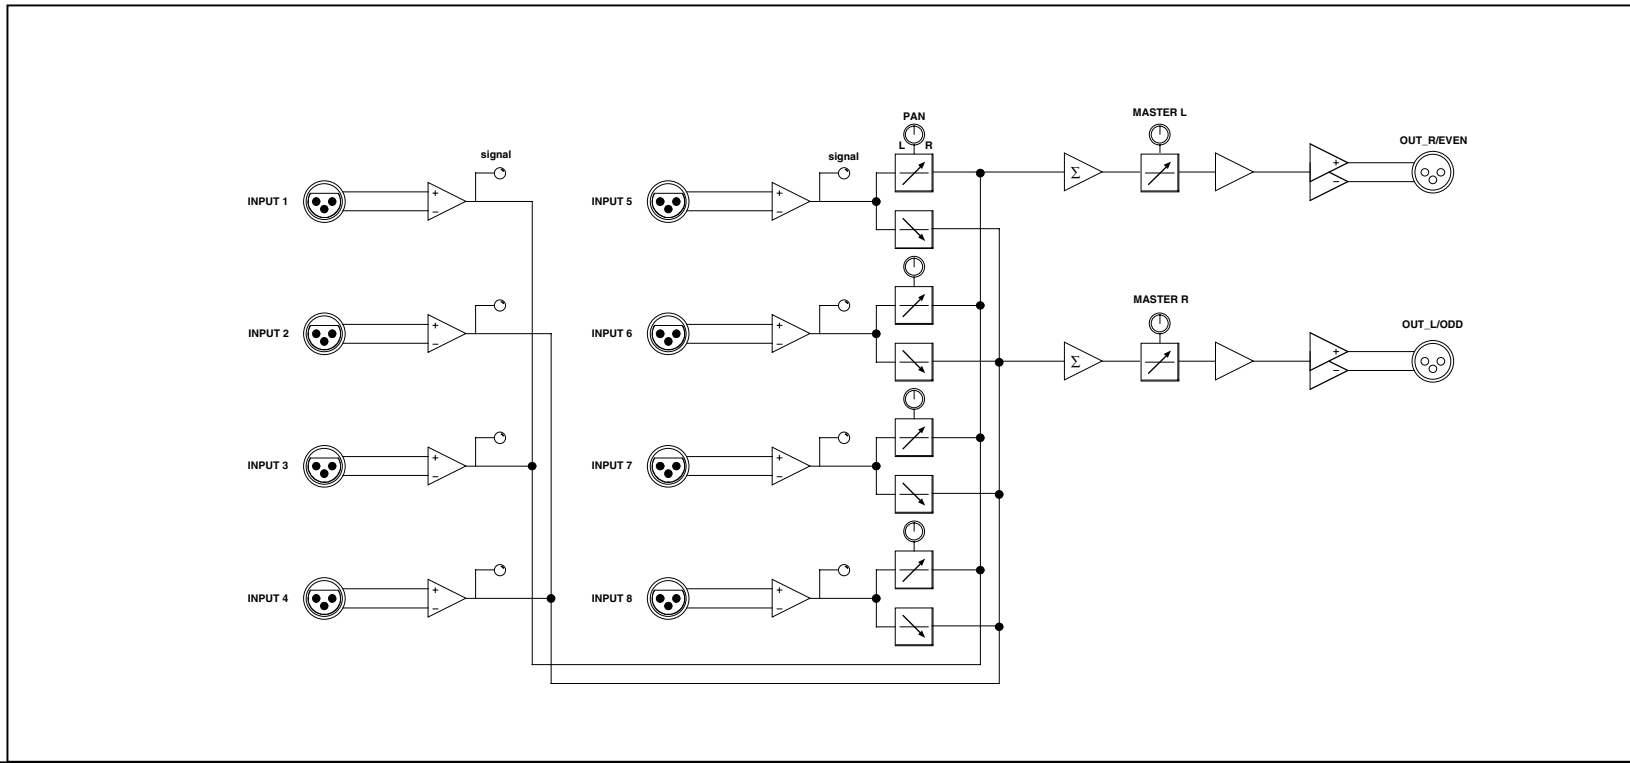 PAN
L R
MASTER L
OUT_R/EVEN
signal
signal
+
−
+
−
+
−
Σ
INPUT 1
INPUT 5
INPUT 2
+
−
INPUT 6
+
−
MASTER R
OUT_L/ODD
Σ
+
−
INPUT 3
+
−
INPUT 7
+
−
INPUT 4
+
−
INPUT 8
+
−